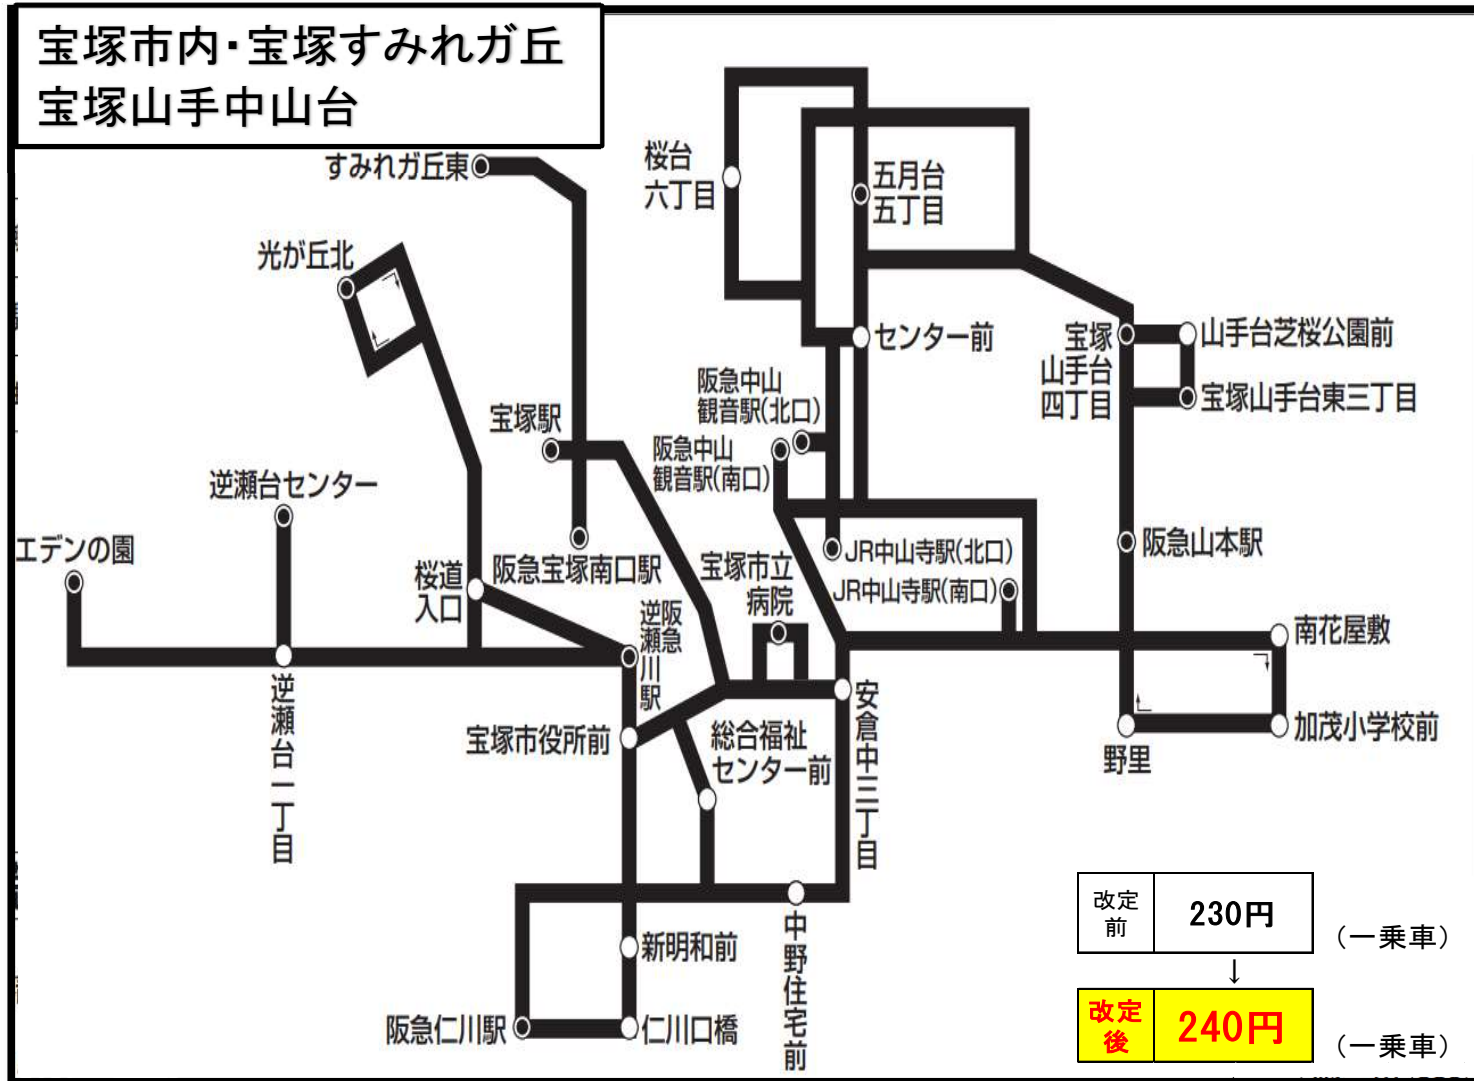 宝塚市内・宝塚すみれガ丘
宝塚山手中山台
すみれガ丘東
光が丘北
桜台
六丁目
五月台
五丁目
センター前
宝塚
山手台
四丁目
山手台芝桜公園前
宝塚山手台東三丁目
阪急中山
観音駅(北口)
阪急中山
観音駅(南口)
宝塚駅
逆瀬台センター
エデンの園
桜道
入口
阪急宝塚南口駅
宝塚市立
病院
JR中山寺駅(北口)
JR中山寺駅(南口)
阪急山本駅
阪急
逆瀬川駅
南花屋敷
逆瀬台一丁目
宝塚市役所前
総合福祉
センター前
安倉中三丁目
野里
加茂小学校前
中野住宅前
新明和前
阪急仁川駅
仁川口橋
改定
前
230円
(一乗車)
↓
改定
後
240円
(一乗車)